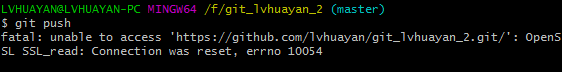 LVHUAYAN@LVHUAYAN-PC MINGW64 /f/git_lvhuayan_2 (master)
$ git push
fatal: unable to access 'https://github.com/lvhuayan/git_lvhuayan_2.git/': OpenS
SL SSL_read: Connection was reset, errno 10054